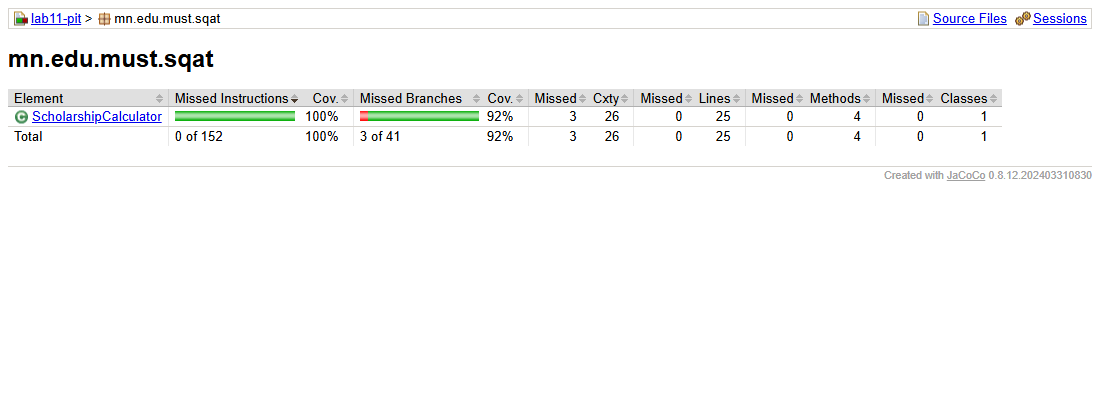 lab11-pit > mn.edu.must.sqat Source Files Sessions
mn.edu.must.sqat
Element Missed Instructions Cov. Missed Branches Cov. Missed Cxty Missed Lines Missed Methods Missed Classes
C ScholarshipCalculator 100% 92% 3 26 0 25 0 4 0 1
Total 0 of 152 100% 3 of 41 92% 3 26 0 25 0 4 0 1
Created with JaCoCo 0.8.12.202403310830